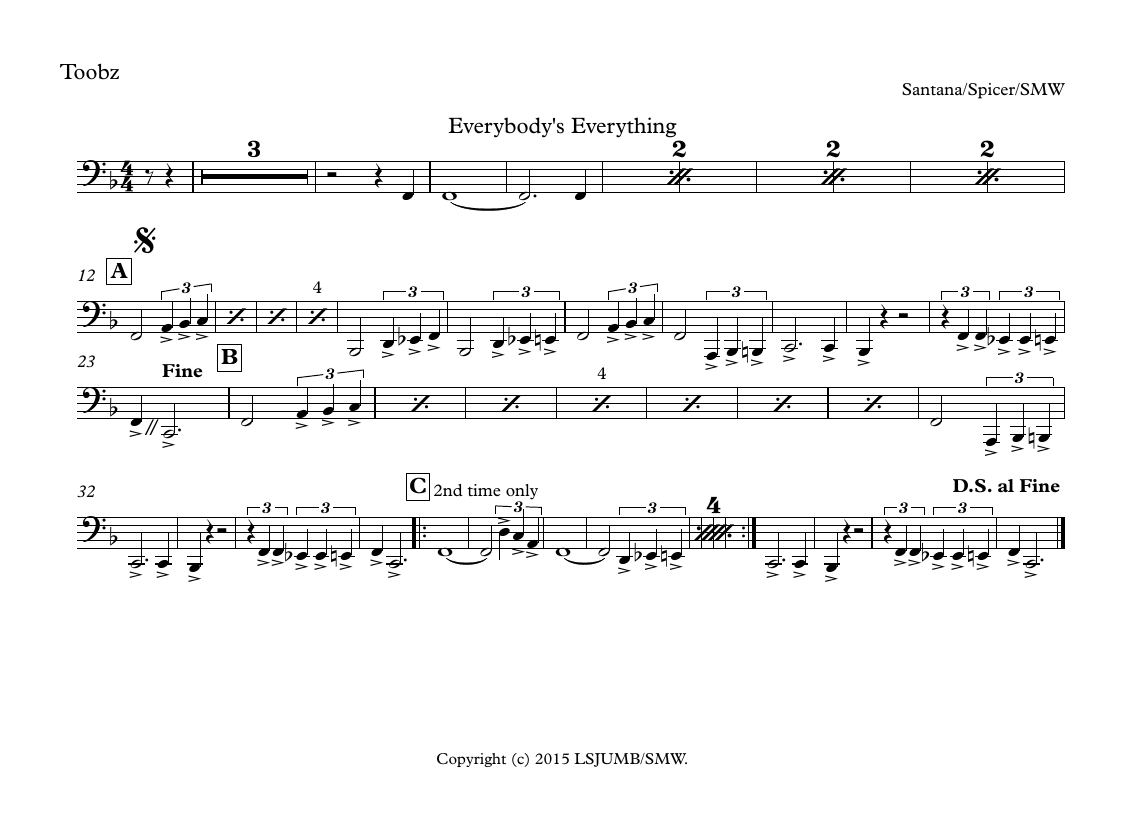 Toobz
Santana/Spicer/SMW
Everybody's Everything
3 2 2 2
12 A 4 3 3 3 3 3 3 3
23 Fine B 3 4 3
32 3 3 C 2nd time only 3 3 4 D.S. al Fine 3 3
Copyright (c) 2015 LSJUMB/SMW.